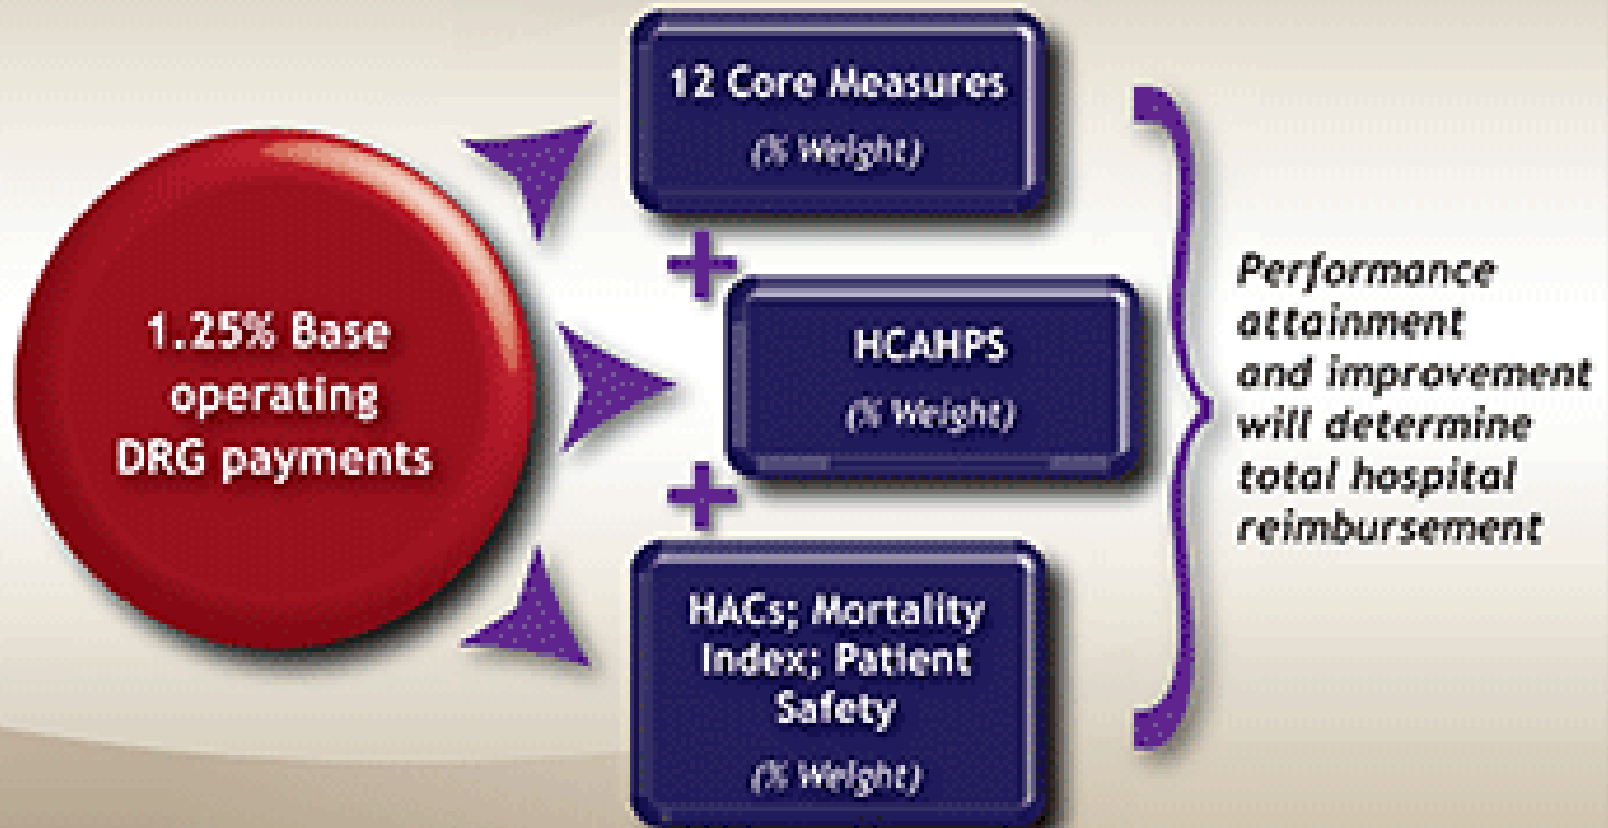 1.25% Base
operating
DRG payments
12 Core Measures
(% Weight)
+
HCAHPS
(% Weight)
+
HACs; Mortality
Index; Patient
Safety
(% Weight)
Performance
attainment
and improvement
will determine
total hospital
reimbursement